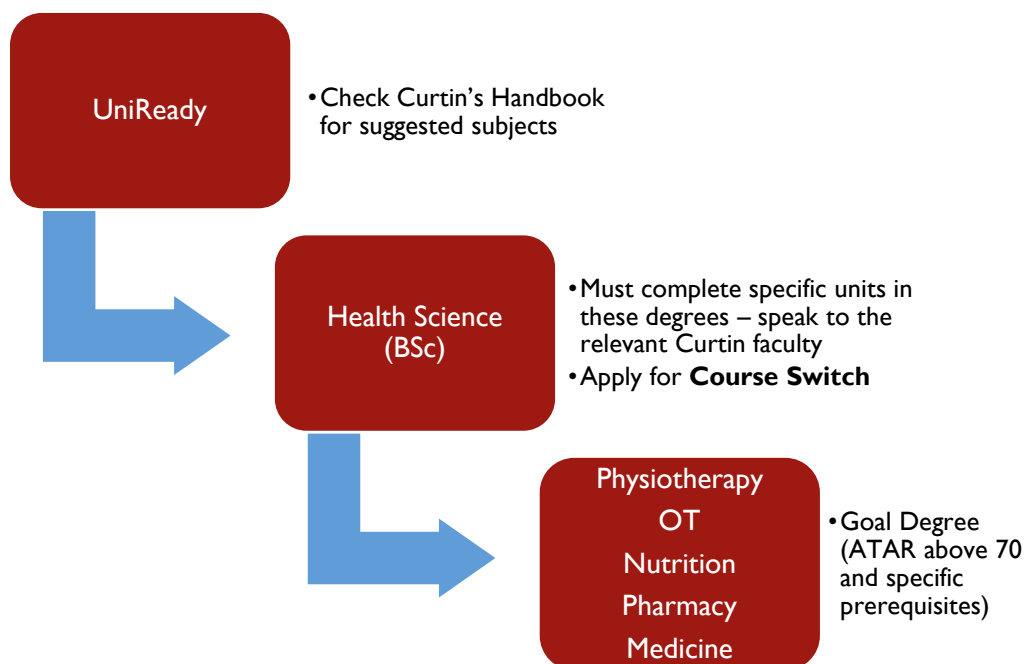 UniReady
•Check Curtin's Handbook
for suggested subjects
Health Science
(BSc)
•Must complete specific units in
these degrees – speak to the
relevant Curtin faculty
•Apply for Course Switch
Physiotherapy
OT
Nutrition
Pharmacy
Medicine
•Goal Degree
(ATAR above 70
and specific
prerequisites)